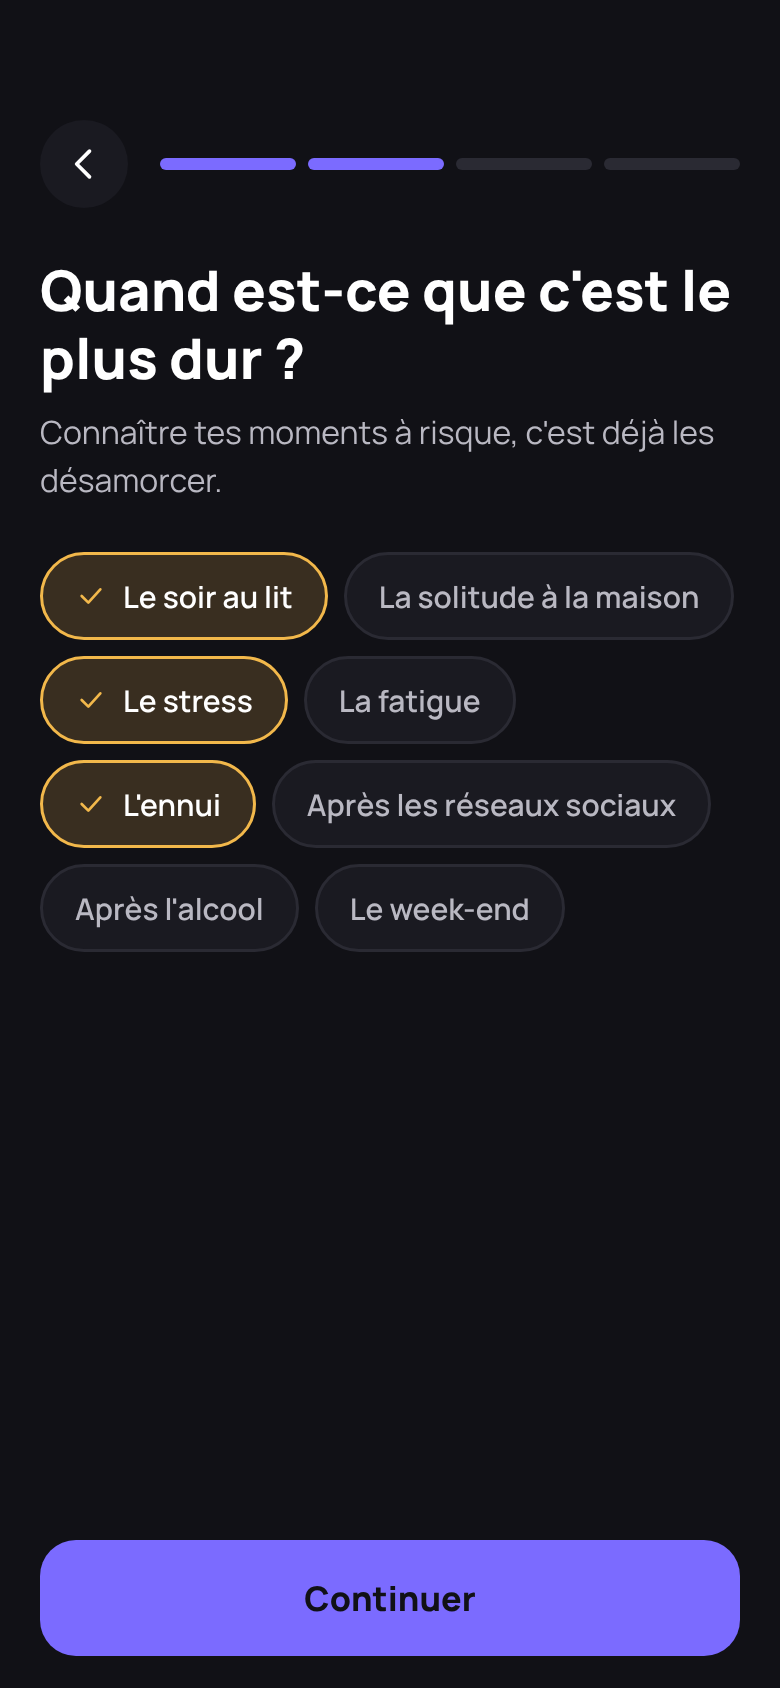 Quand est-ce que c'est le
plus dur ?
Connaître tes moments à risque, c'est déjà les
désamorcer.
Le soir au lit
La solitude à la maison
Le stress
La fatigue
L'ennui
Après les réseaux sociaux
Après l'alcool
Le week-end
Continuer